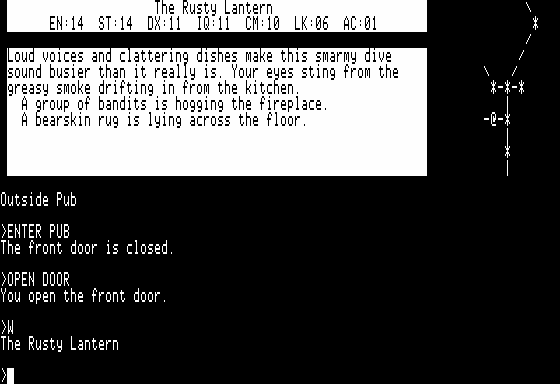 The Rusty Lantern
EN:14 ST:14 DX:11 IQ:11 CM:10 LK:06 AC:01
Loud voices and clattering dishes make this smarmy dive
sound busier than it really is. Your eyes sting from the
greasy smoke drifting in from the kitchen.
A group of bandits is hogging the fireplace.
A bearskin rug is lying across the floor.
\
*
/
/
\ /
*-*-*
|
-@-*
|
*
|
Outside Pub
>ENTER PUB
The front door is closed.
>OPEN DOOR
You open the front door.
>W
The Rusty Lantern
>